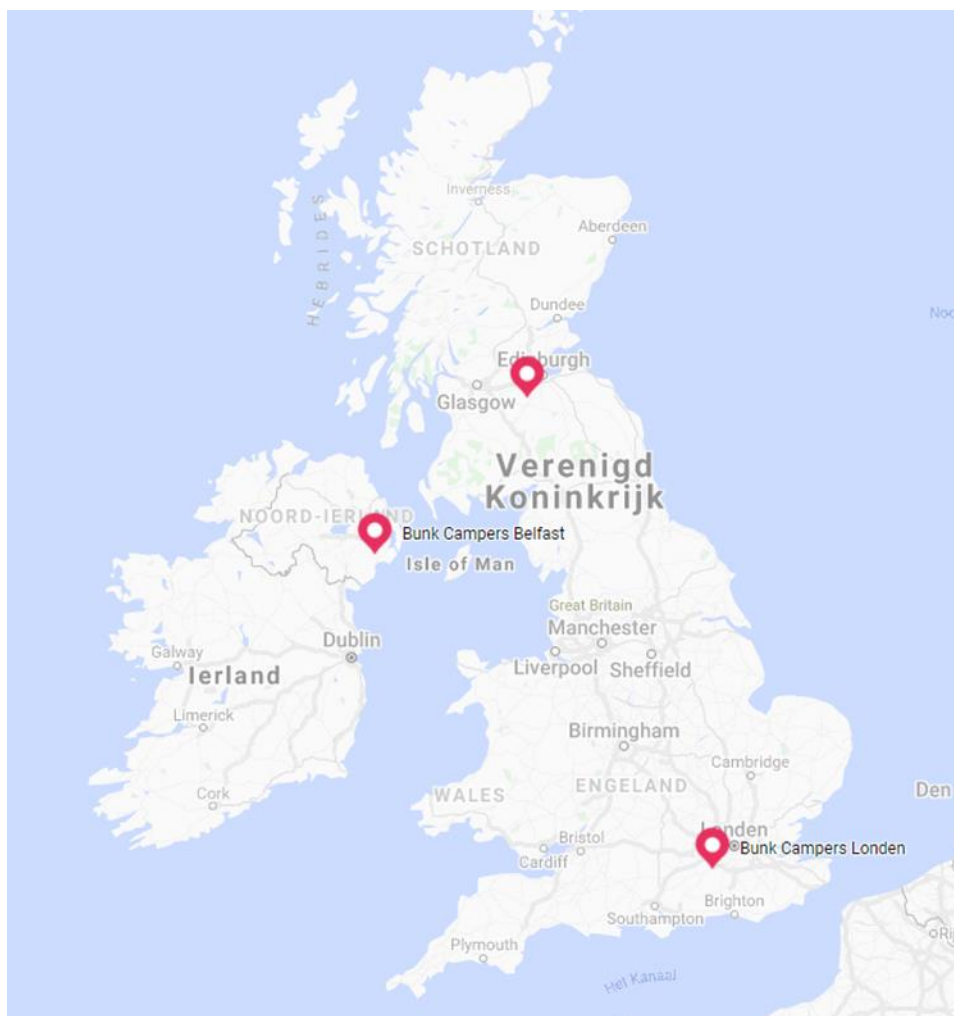 Inverness
Aberdeen
SCHOTLAND
HEBRIDES
Dundee
Edinburgh
Glasgow
Verenigd
Koninkrijk
NOORD-IERLAND
Bunk Campers Belfast
Isle of Man
Great Britain
Manchester
Dublin
Galway
Liverpool
Sheffield
Ierland
Limerick
Birmingham
Cambridge
ENGELAND
WALES
Den
Cork
Londen
Bristol
Bunk Campers Londen
Cardiff
Brighton
Southampton
Plymouth
Het Kanaal